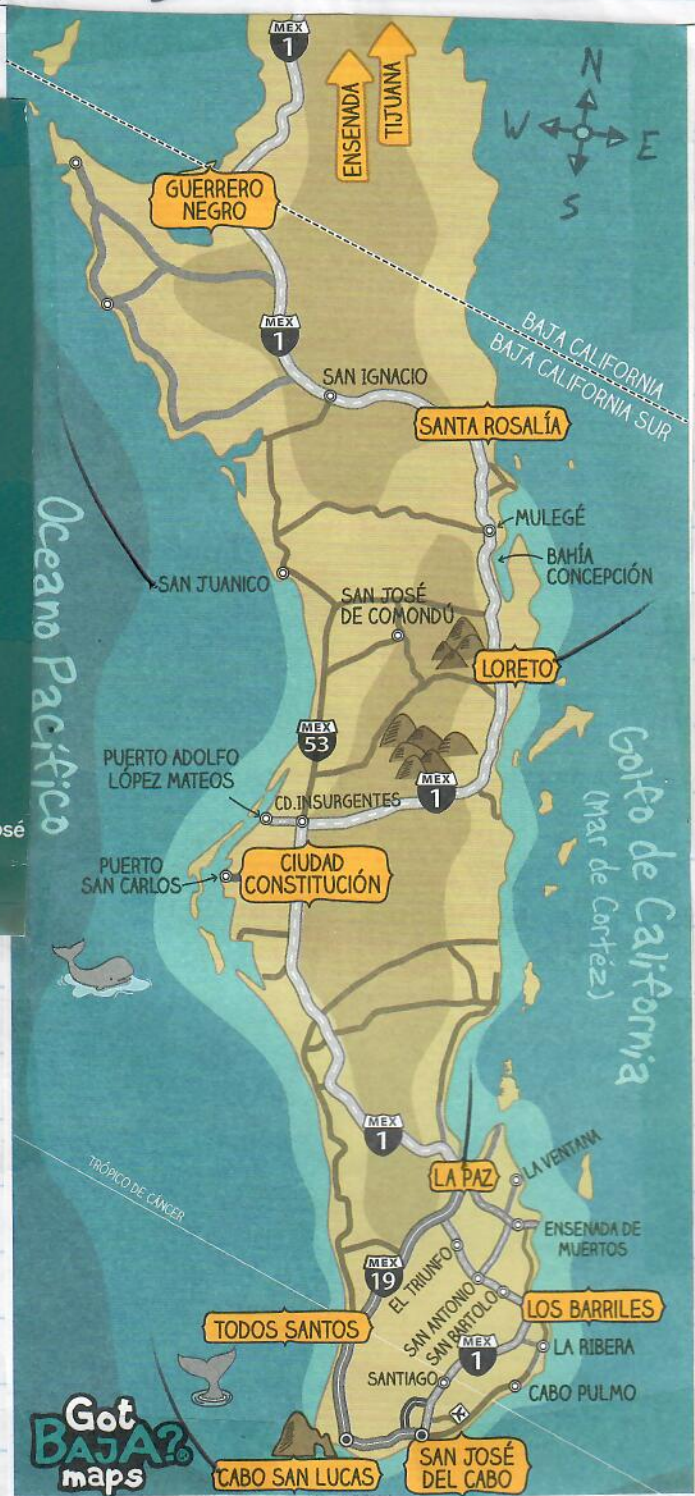 MEX
1
ENSENADA
TIJUANA
N
W
E
S
GUERRERO
NEGRO
MEX
1
BAJA CALIFORNIA
BAJA CALIFORNIA SUR
SAN IGNACIO
SANTA ROSALÍA
MULEGÉ
BAHÍA
CONCEPCIÓN
Oceano Pacífico
SAN JUANICO
SAN JOSÉ
DE COMONDÚ
LORETO
MEX
53
Golfo de California
(Mar de Cortéz)
PUERTO ADOLFO
LÓPEZ MATEOS
MEX
1
CD.INSURGENTES
osé
PUERTO
SAN CARLOS
CIUDAD
CONSTITUCIÓN
MEX
1
TRÓPICO DE CÁNCER
LA PAZ
LA VENTANA
ENSENADA DE
MUERTOS
MEX
19
EL TRIUNFO
SAN ANTONIO
SAN BARTOLO
LOS BARRILES
TODOS SANTOS
MEX
1
LA RIBERA
SANTIAGO
CABO PULMO
Got
BAJA?®
maps
CABO SAN LUCAS
SAN JOSÉ
DEL CABO